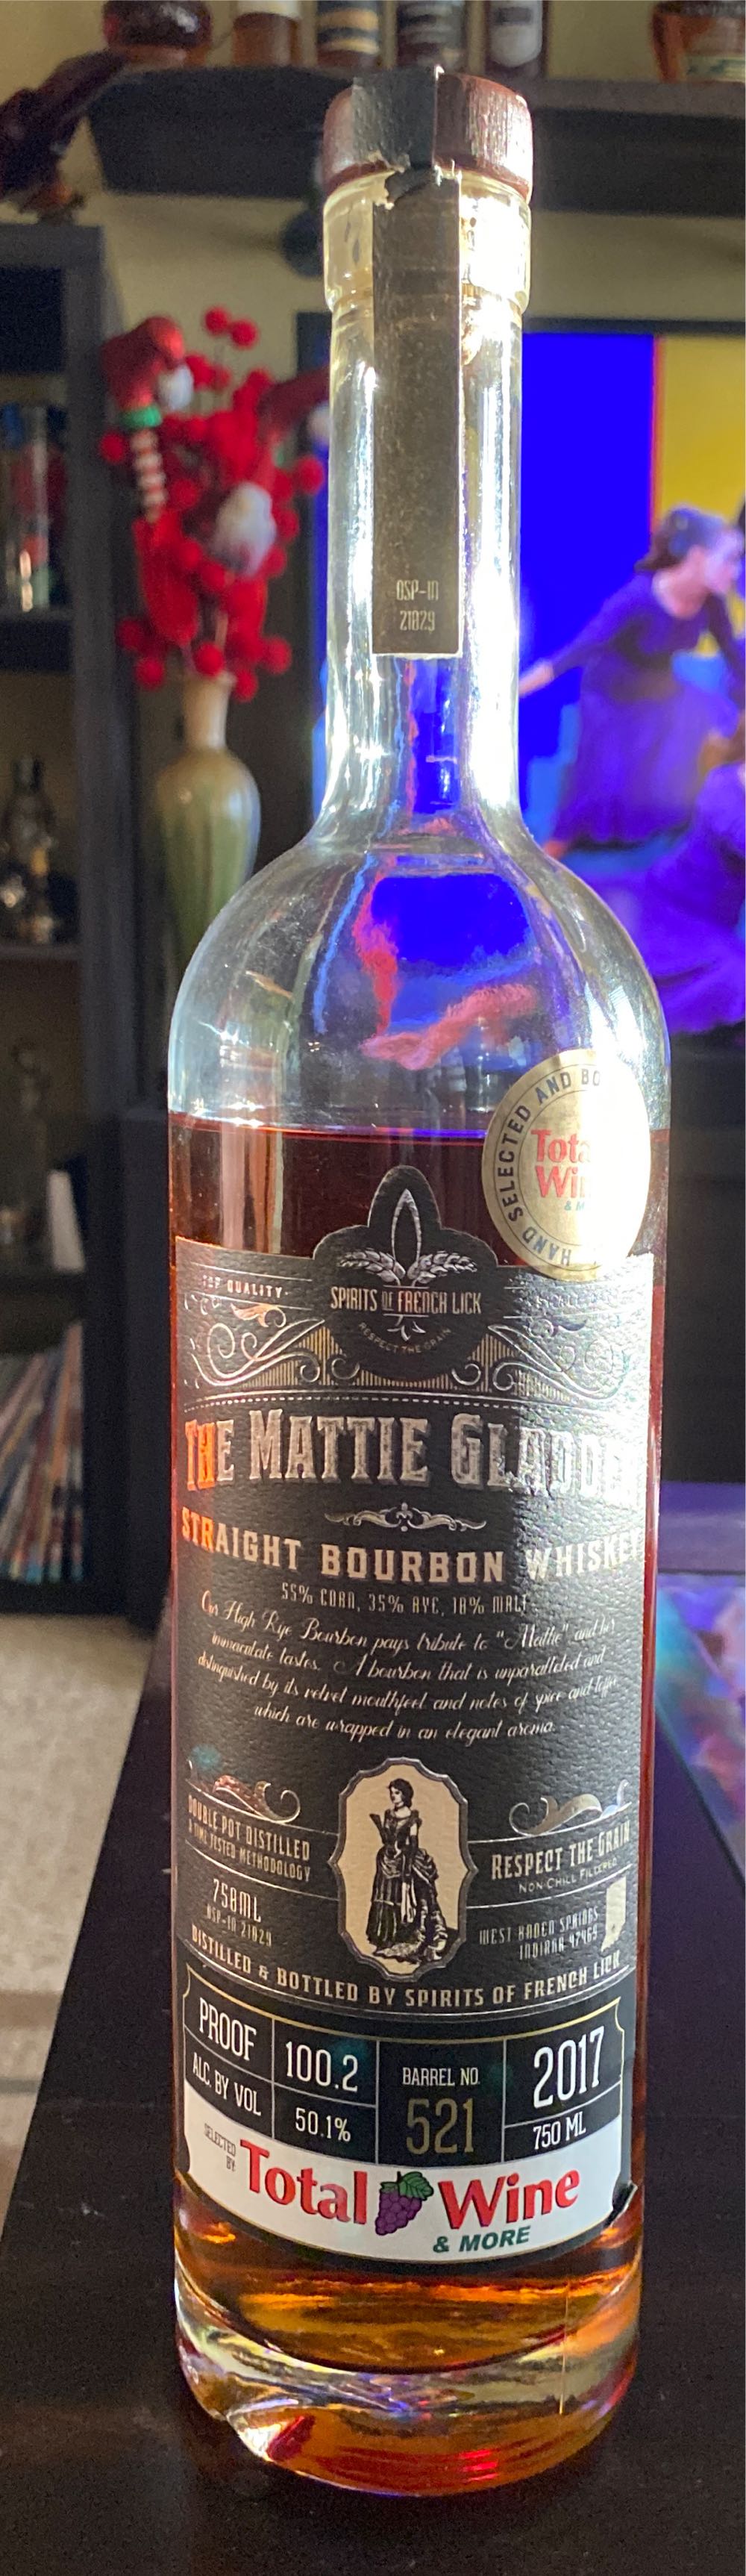 DSP-IN
21029
HAND SELECTED AND BO
Tota
Wi
& M
TOP QUALITY
SPIRITS OF FRENCH LICK
RESPECT THE GRAIN
THE MATTIE GLADD
STRAIGHT BOURBON WHISKEY
55% CORN, 35% RYE, 10% MALT
Our High Rye Bourbon pays tribute to "Mattie" and her
immaculate tastes. A bourbon that is unparalleled and
distinguished by its velvet mouthfeel and notes of spice and toffee
which are wrapped in an elegant aroma.
DOUBLE POT DISTILLED
A TIME TESTED METHODOLOGY
750ML
DSP-IN 21029
RESPECT THE GRAIN
NON-CHILL FILTERED
WEST BADEN SPRINGS
INDIANA 47469
DISTILLED & BOTTLED BY SPIRITS OF FRENCH LICK
PROOF 100.2
ALC. BY VOL 50.1%
BARREL NO.
521
2017
750 ML
SELECTED
BY:
Total Wine
& MORE